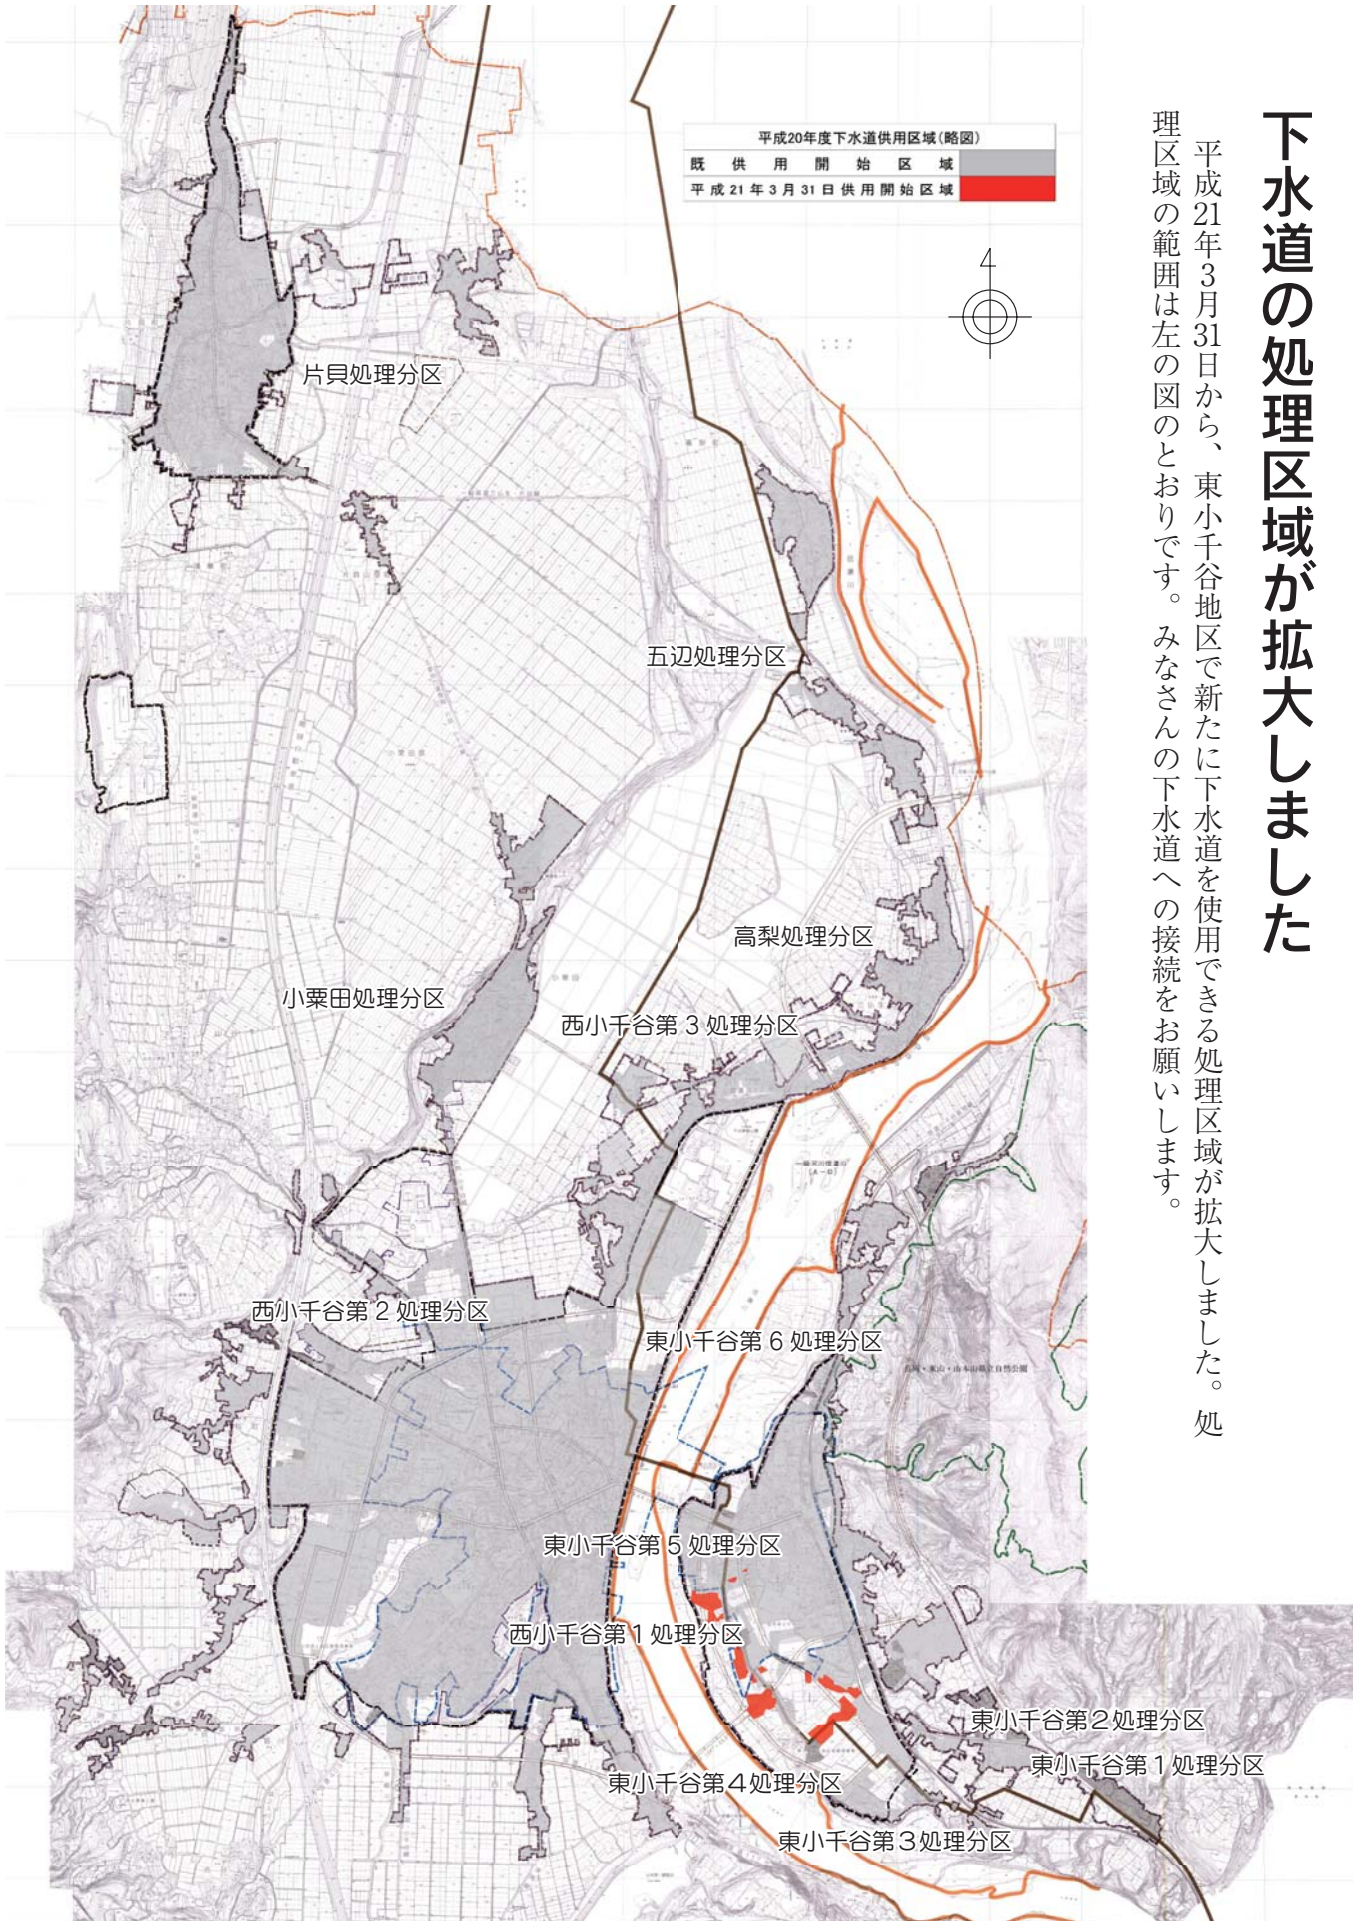 下水道の処理区域が拡大しました
平成21年3月31日から、東小千谷地区で新たに下水道を使用できる処理区域が拡大しました。処
理区域の範囲は左の図のとおりです。みなさんの下水道への接続をお願いします。
平成20年度下水道供用区域(略図)
既供用開始区域
平成21年3月31日供用開始区域
片貝処理分区
五辺処理分区
高梨処理分区
小粟田処理分区
西小千谷第3処理分区
西小千谷第2処理分区
東小千谷第6処理分区
東小千谷第5処理分区
西小千谷第1処理分区
東小千谷第2処理分区
東小千谷第1処理分区
東小千谷第4処理分区
東小千谷第3処理分区